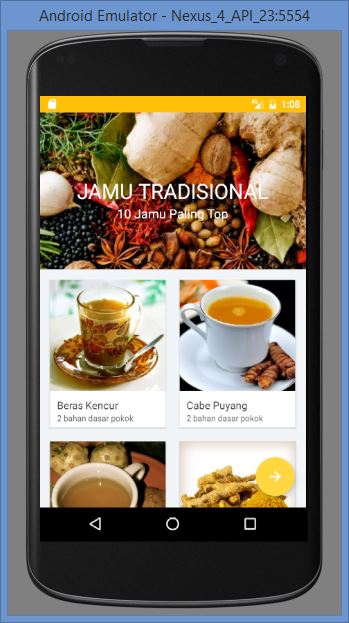 Android Emulator - Nexus_4_API_23:5554
1:08
JAMU TRADISIONAL
10 Jamu Paling Top
Beras Kencur
2 bahan dasar pokok
Cabe Puyang
2 bahan dasar pokok